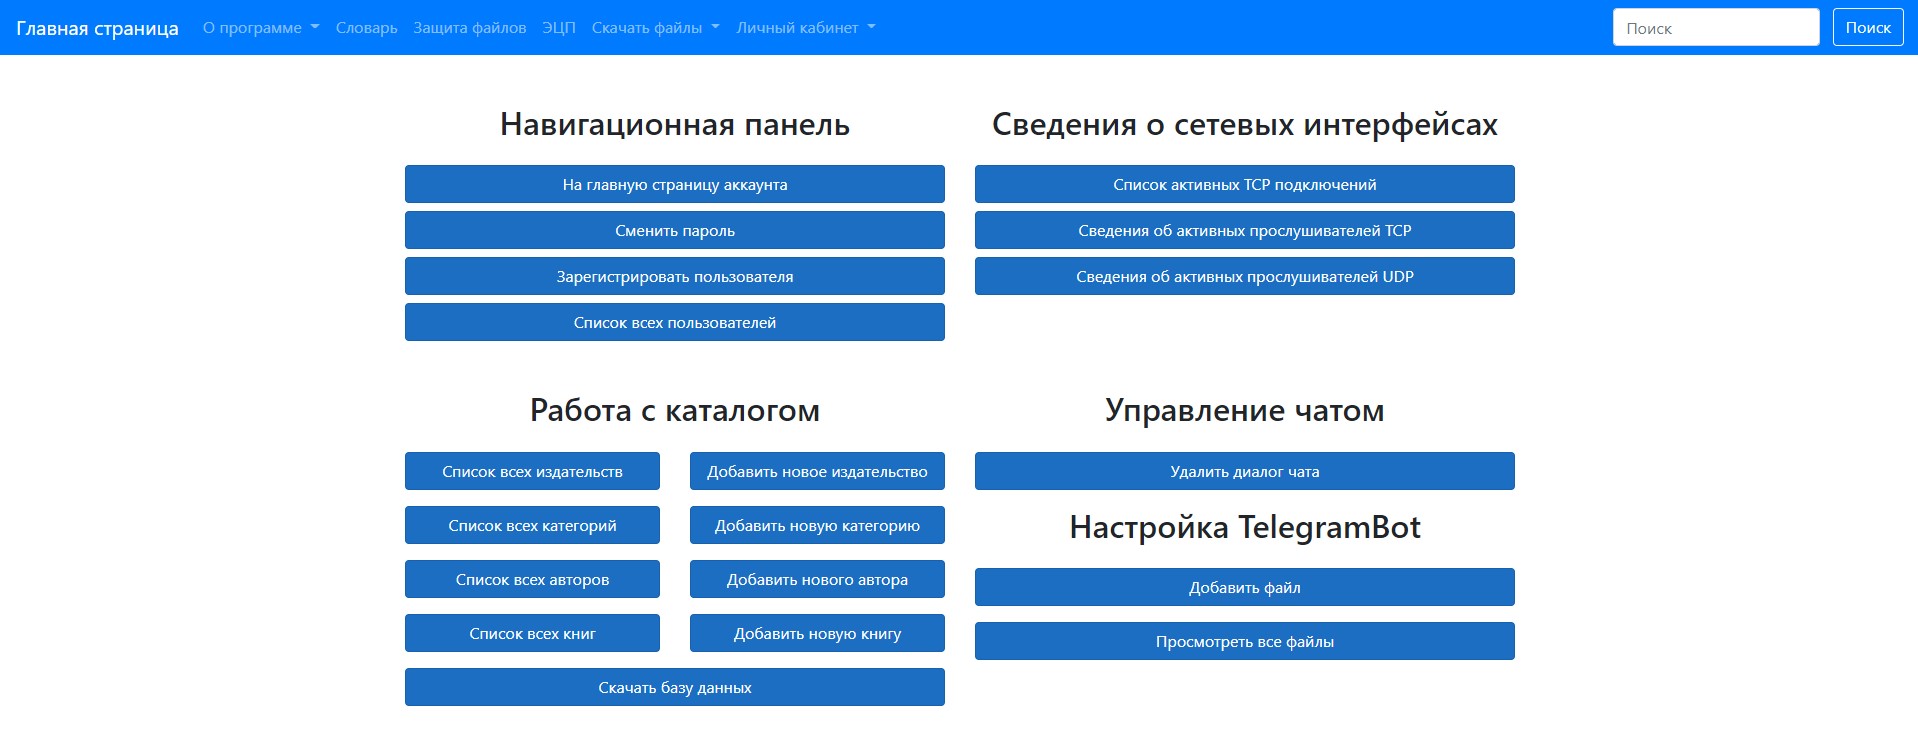 Главная страница О программе Словарь Защита файлов ЭЦП Скачать файлы Личный кабинет Поиск Поиск
Навигационная панель
На главную страницу аккаунта
Сменить пароль
Зарегистрировать пользователя
Список всех пользователей
Сведения о сетевых интерфейсах
Список активных TCP подключений
Сведения об активных прослушивателей TCP
Сведения об активных прослушивателей UDP
Работа с каталогом
Список всех издательств Добавить новое издательство
Список всех категорий Добавить новую категорию
Список всех авторов Добавить нового автора
Список всех книг Добавить новую книгу
Скачать базу данных
Управление чатом
Удалить диалог чата
Настройка TelegramBot
Добавить файл
Просмотреть все файлы